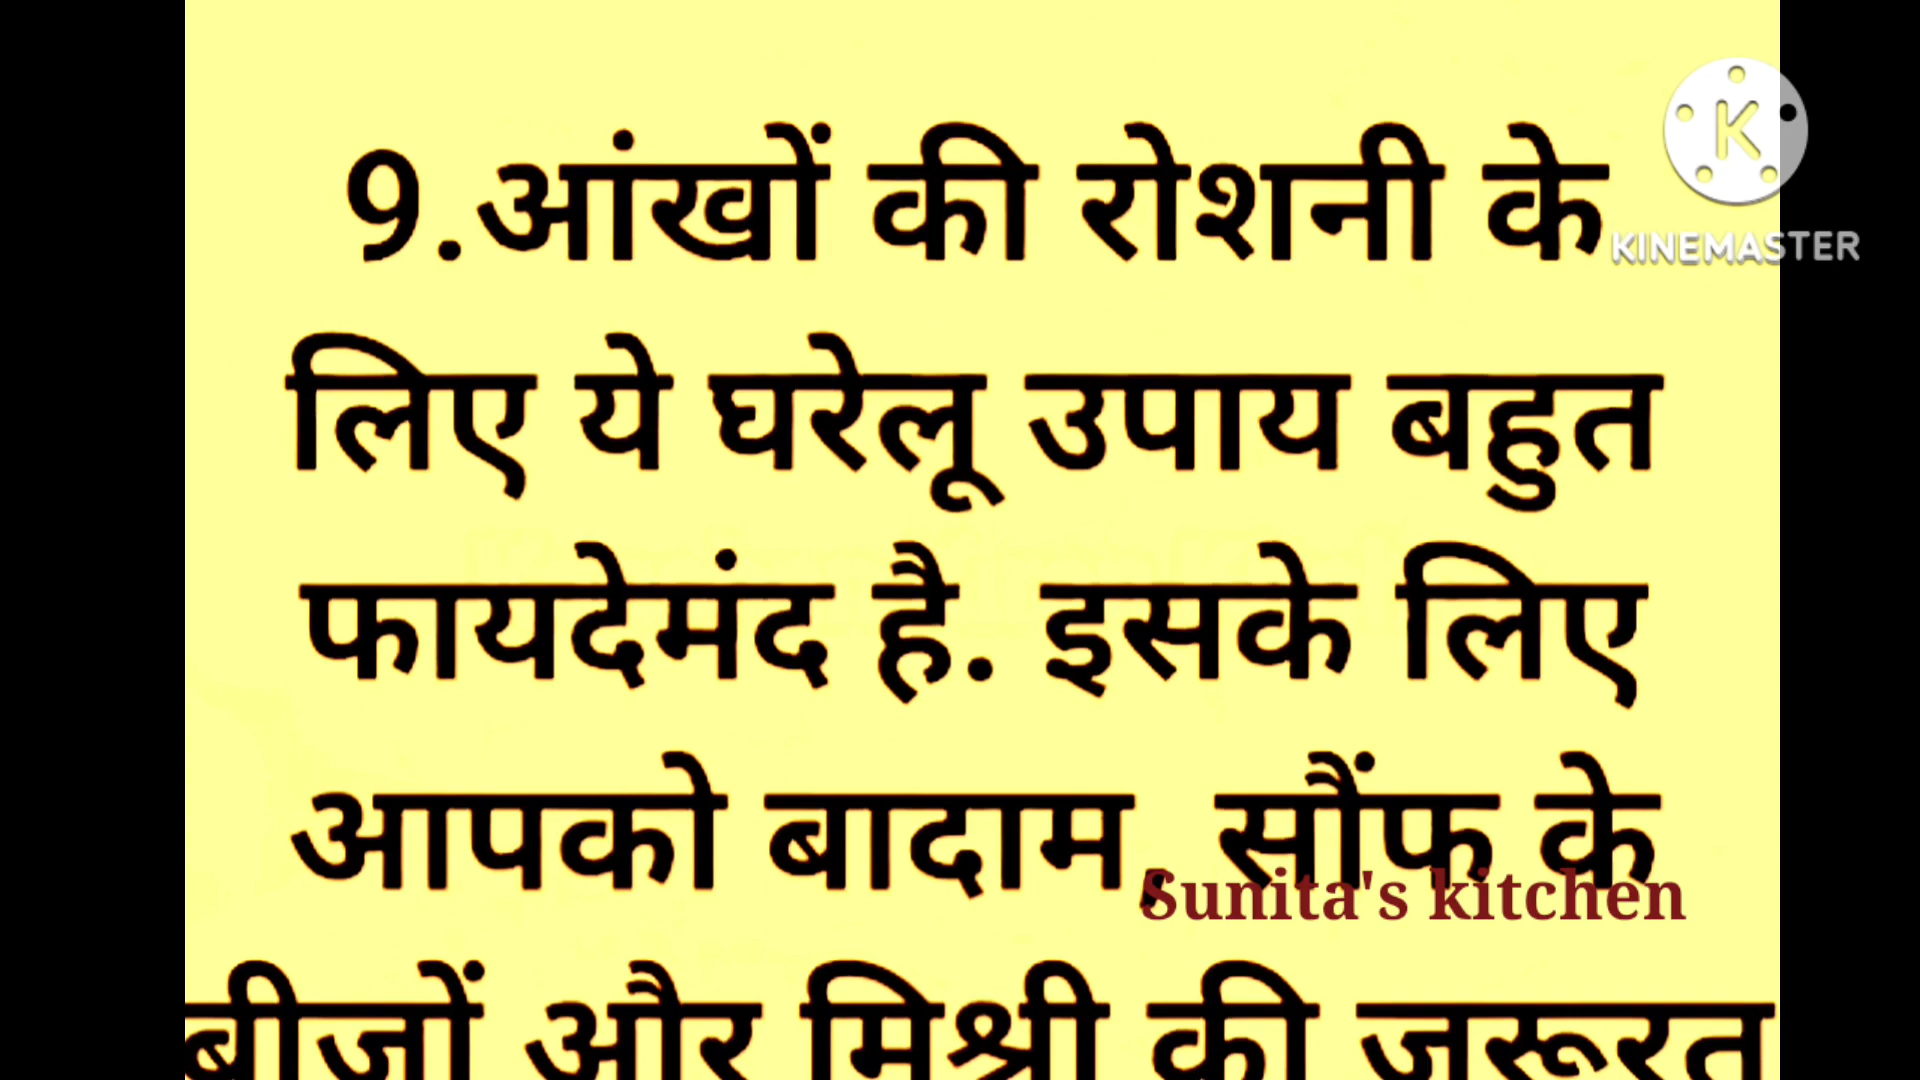 9.आंखों की रोशनी के
KINEMASTER
लिए ये घरेलू उपाय बहुत
फायदेमंद है. इसके लिए
आपको बादाम, सौंफ के
Sunita's kitchen
बीजों और मिश्री की जरूरत